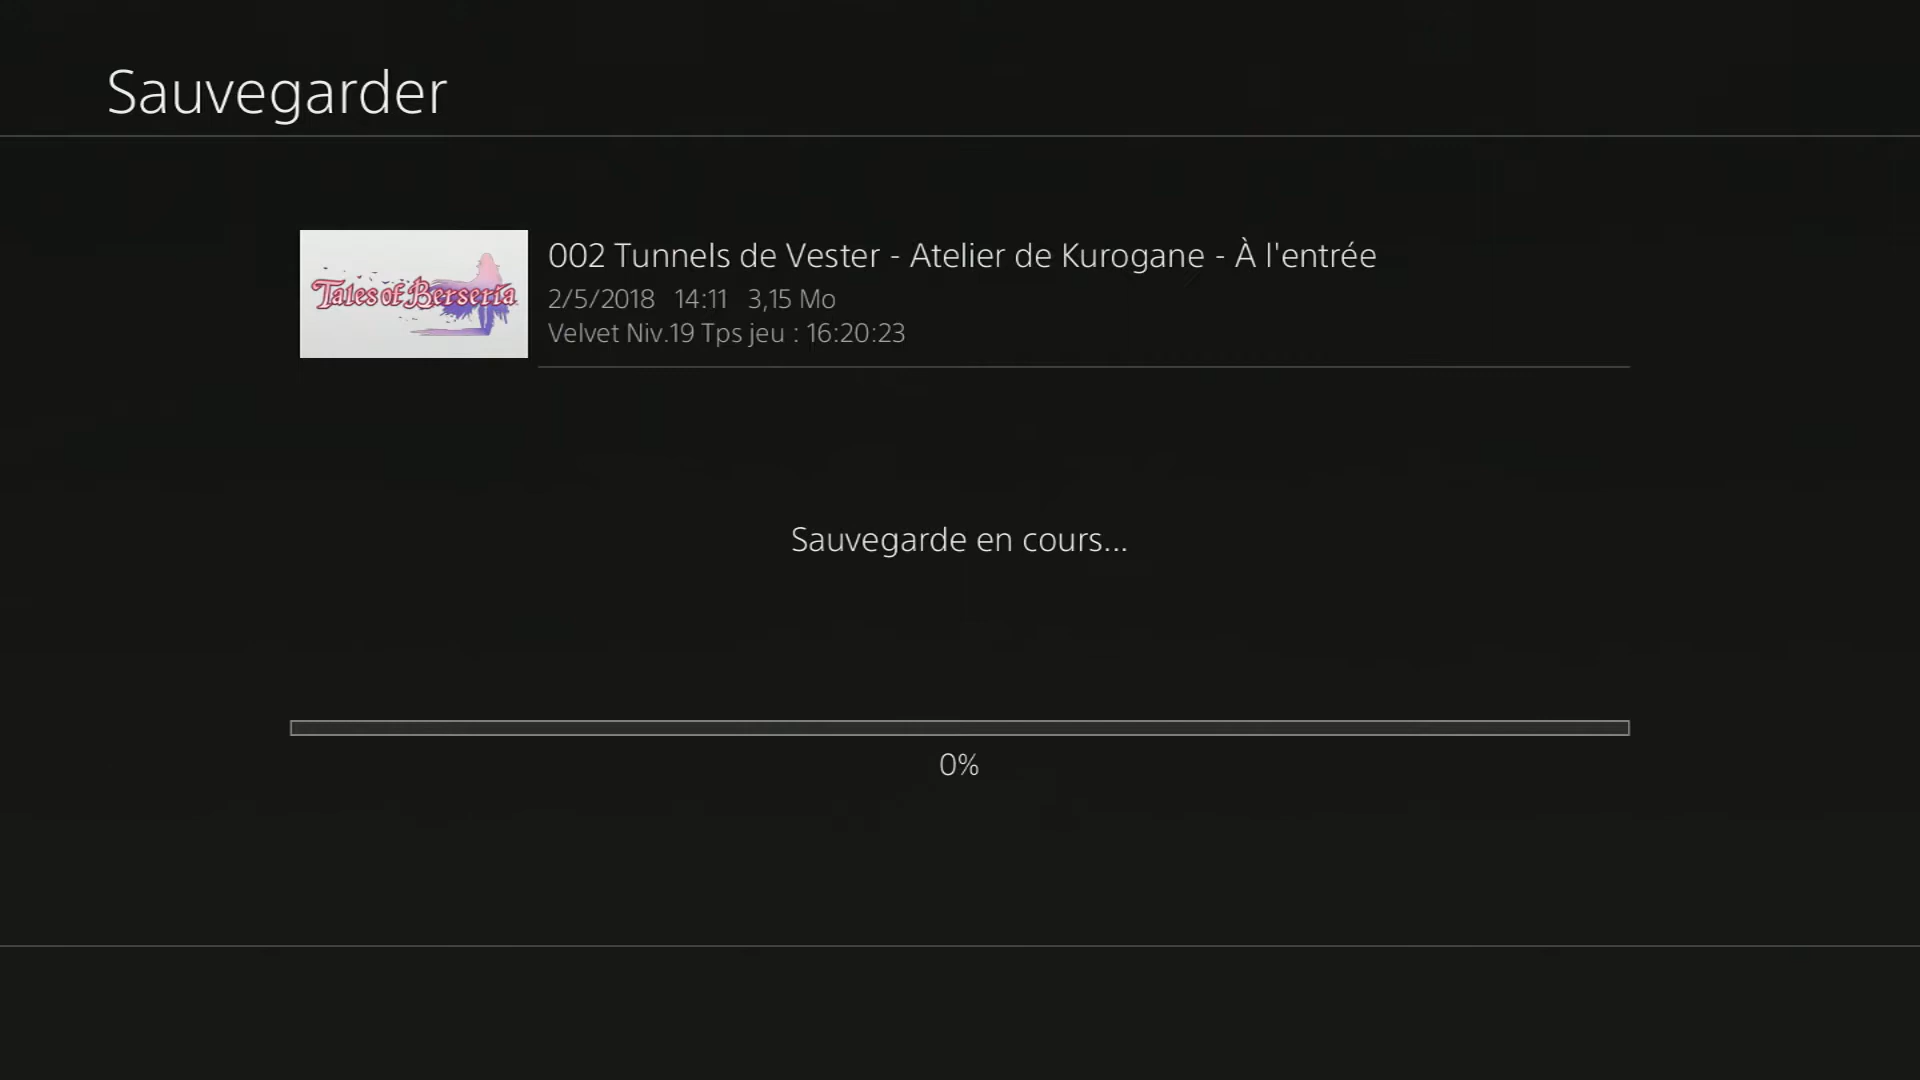 Sauvegarder
Tales of Berseria
002 Tunnels de Vester - Atelier de Kurogane - À l'entrée
2/5/2018 14:11 3,15 Mo
Velvet Niv.19 Tps jeu : 16:20:23
Sauvegarde en cours...
0%